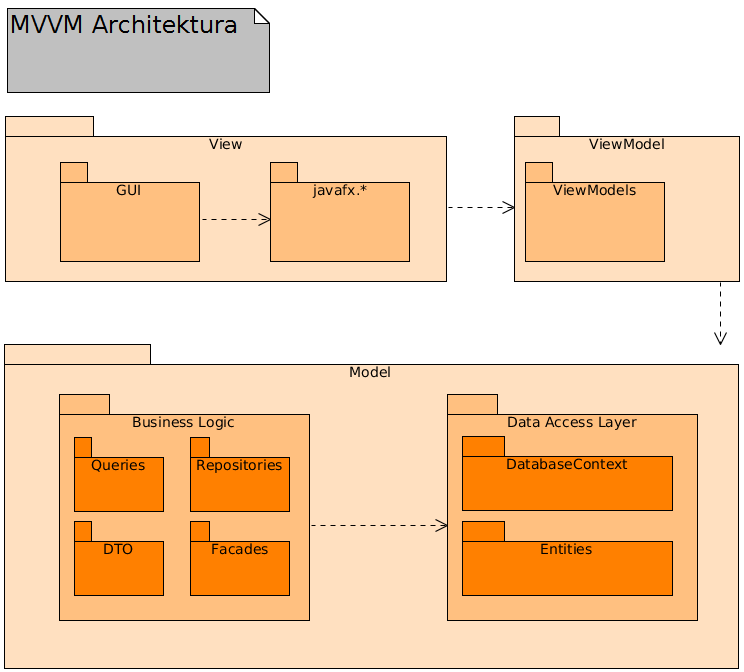 MVVM Architektura
View
ViewModel
GUI
javafx.*
ViewModels
Model
Business Logic
Data Access Layer
Queries
Repositories
DatabaseContext
DTO
Facades
Entities